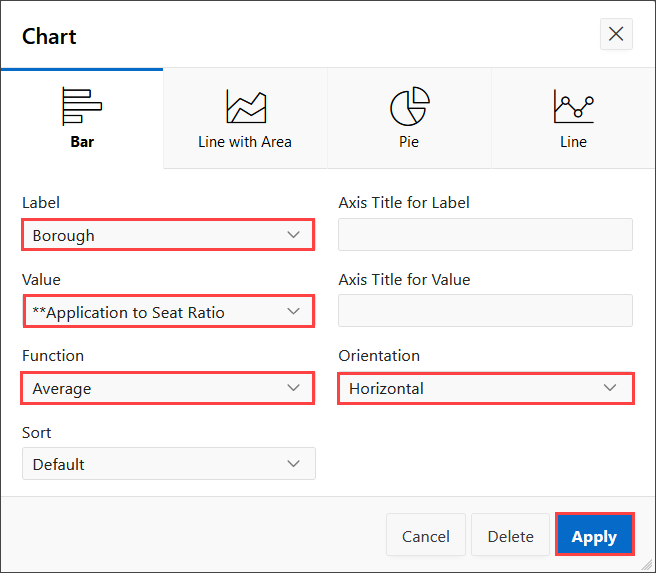 Chart
Bar
Line with Area
Pie
Line
Label
Axis Title for Label
Borough
Value
Axis Title for Value
**Application to Seat Ratio
Function
Orientation
Average
Horizontal
Sort
Default
Cancel
Delete
Apply